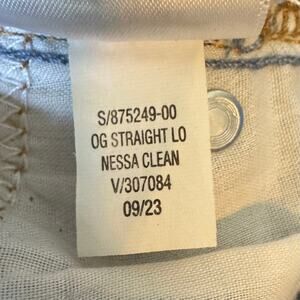 S/875249-00
OG STRAIGHT LO
NESSA CLEAN
V/307084
09/23